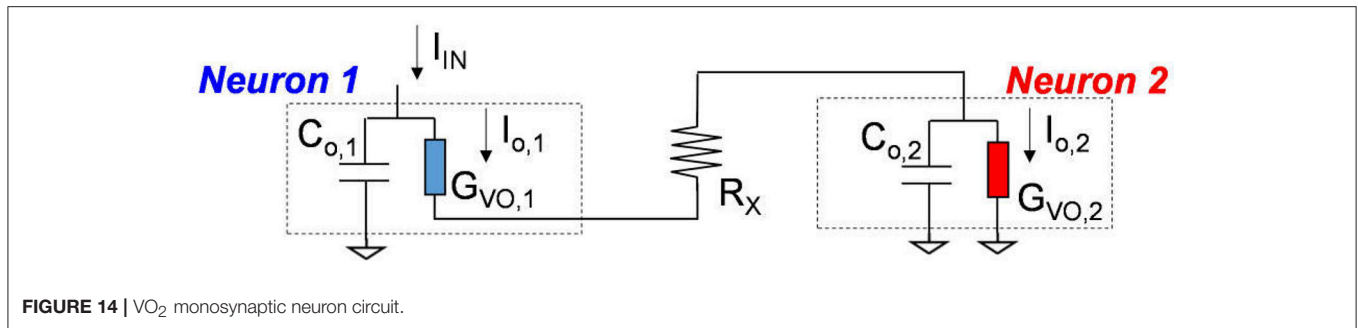 I_IN
Neuron 1
Neuron 2
C_o,1
I_o,1
G_VO,1
R_X
C_o,2
I_o,2
G_VO,2
FIGURE 14 | VO₂ monosynaptic neuron circuit.